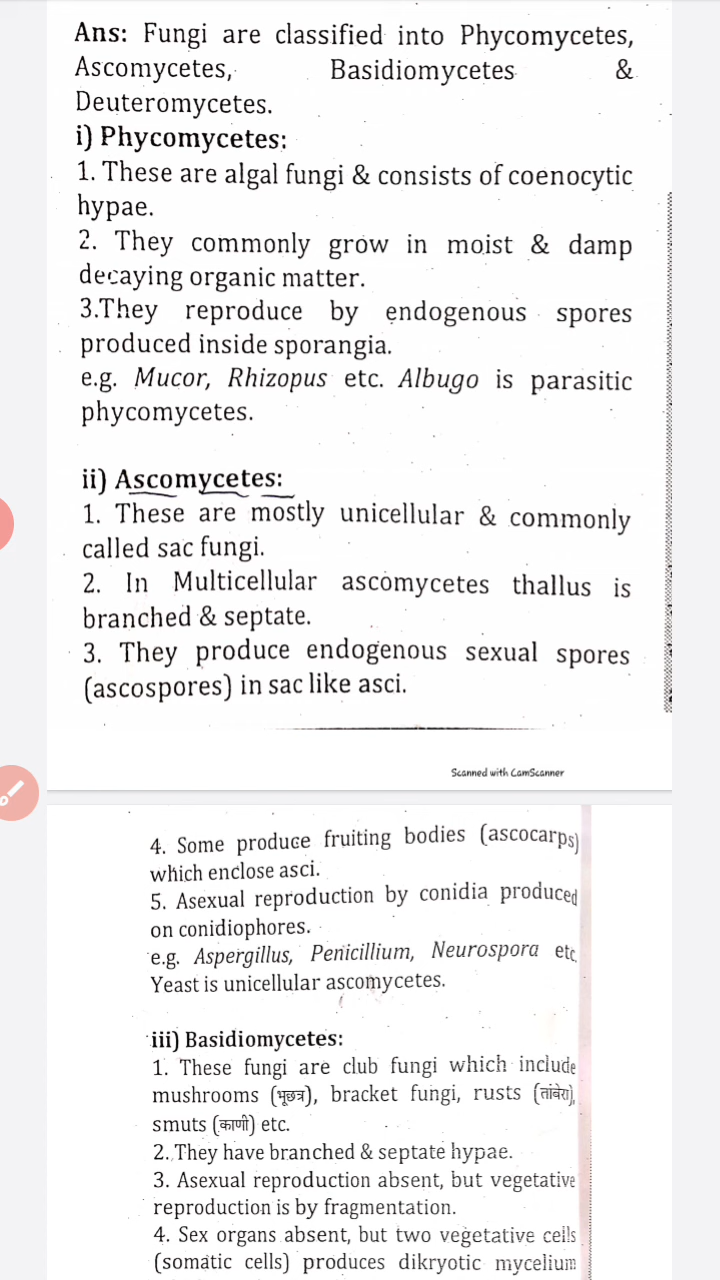 Ans: Fungi are classified into Phycomycetes,
Ascomycetes, Basidiomycetes &
Deuteromycetes.
i) Phycomycetes:
1. These are algal fungi & consists of coenocytic
hypae.
2. They commonly grow in moist & damp
decaying organic matter.
3.They reproduce by endogenous spores
produced inside sporangia.
e.g. Mucor, Rhizopus etc. Albugo is parasitic
phycomycetes.
ii) Ascomycetes:
1. These are mostly unicellular & commonly
called sac fungi.
2. In Multicellular ascomycetes thallus is
branched & septate.
3. They produce endogenous sexual spores
(ascospores) in sac like asci.
Scanned with CamScanner
4. Some produce fruiting bodies (ascocarps)
which enclose asci.
5. Asexual reproduction by conidia produced
on conidiophores.
e.g. Aspergillus, Penicillium, Neurospora etc
Yeast is unicellular ascomycetes.
iii) Basidiomycetes:
1. These fungi are club fungi which include
mushrooms (भूछत्र), bracket fungi, rusts (तांबेरा),
smuts (काणी) etc.
2. They have branched & septate hypae.
3. Asexual reproduction absent, but vegetative
reproduction is by fragmentation.
4. Sex organs absent, but two vegetative cells
(somatic cells) produces dikryotic mycelium